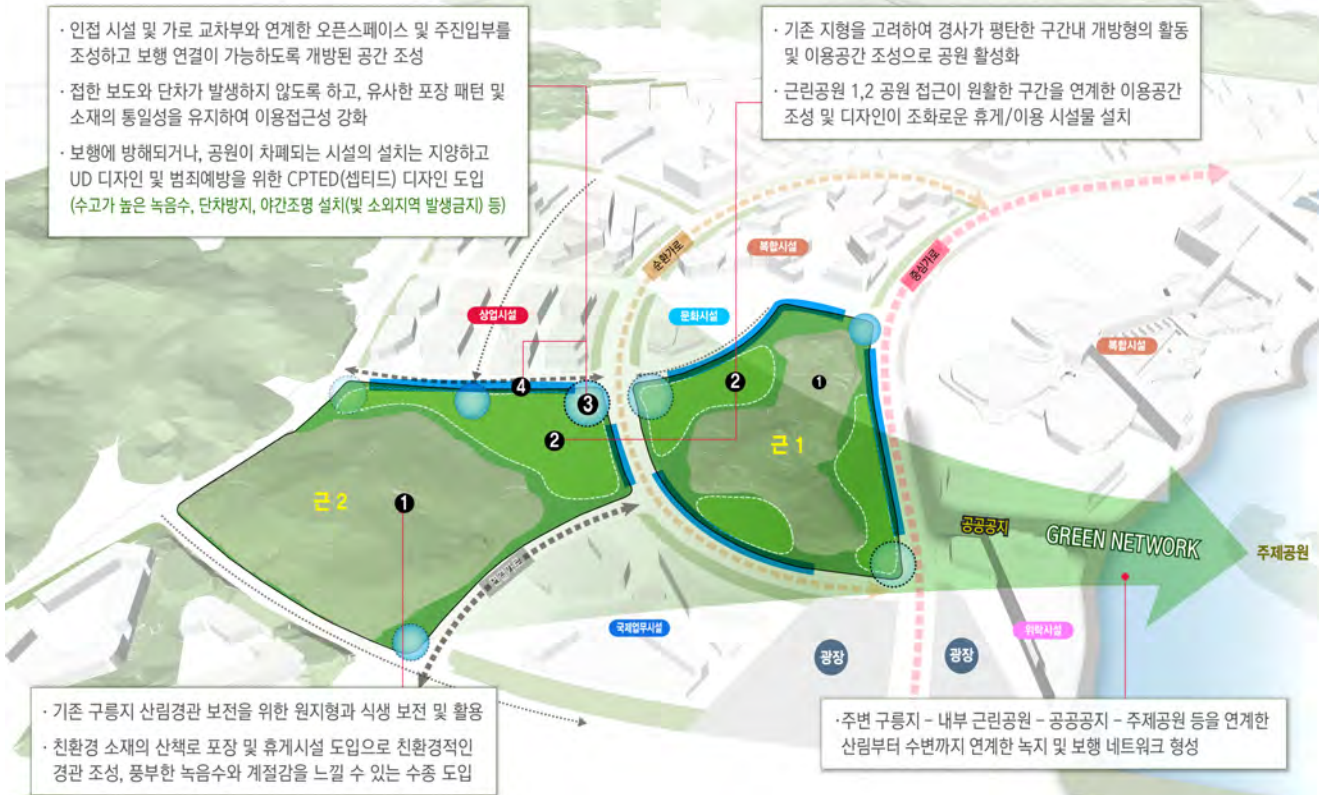 · 인접 시설 및 가로 교차부와 연계한 오픈스페이스 및 주진입부를
조성하고 보행 연결이 가능하도록 개방된 공간 조성
· 접한 보도와 단차가 발생하지 않도록 하고, 유사한 포장 패턴 및
소재의 통일성을 유지하여 이용접근성 강화
· 보행에 방해되거나, 공원이 차폐되는 시설의 설치는 지양하고
UD 디자인 및 범죄예방을 위한 CPTED(셉티드) 디자인 도입
(수고가 높은 녹음수, 단차방지, 야간조명 설치(빛 소외지역 발생금지) 등)
· 기존 지형을 고려하여 경사가 평탄한 구간내 개방형의 활동
및 이용공간 조성으로 공원 활성화
· 근린공원 1,2 공원 접근이 원활한 구간을 연계한 이용공간
조성 및 디자인이 조화로운 휴게/이용 시설물 설치
순환가로
복합시설
중심가로
상업시설
문화시설
복합시설
4
3
2
2
1
근 1
근 2
1
공공공지
GREEN NETWORK
주제공원
국제업무시설
위락시설
광장
광장
· 기존 구릉지 산림경관 보전을 위한 원지형과 식생 보전 및 활용
· 친환경 소재의 산책로 포장 및 휴게시설 도입으로 친환경적인
경관 조성, 풍부한 녹음수와 계절감을 느낄 수 있는 수종 도입
· 주변 구릉지 – 내부 근린공원 – 공공공지 – 주제공원 등을 연계한
산림부터 수변까지 연계한 녹지 및 보행 네트워크 형성